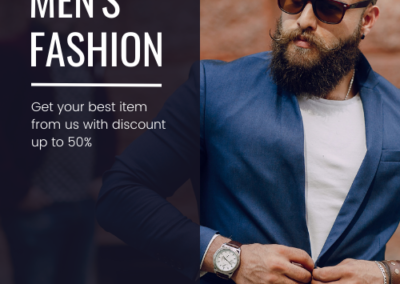 MEN'S
FASHION
Get your best item
from us with discount
up to 50%